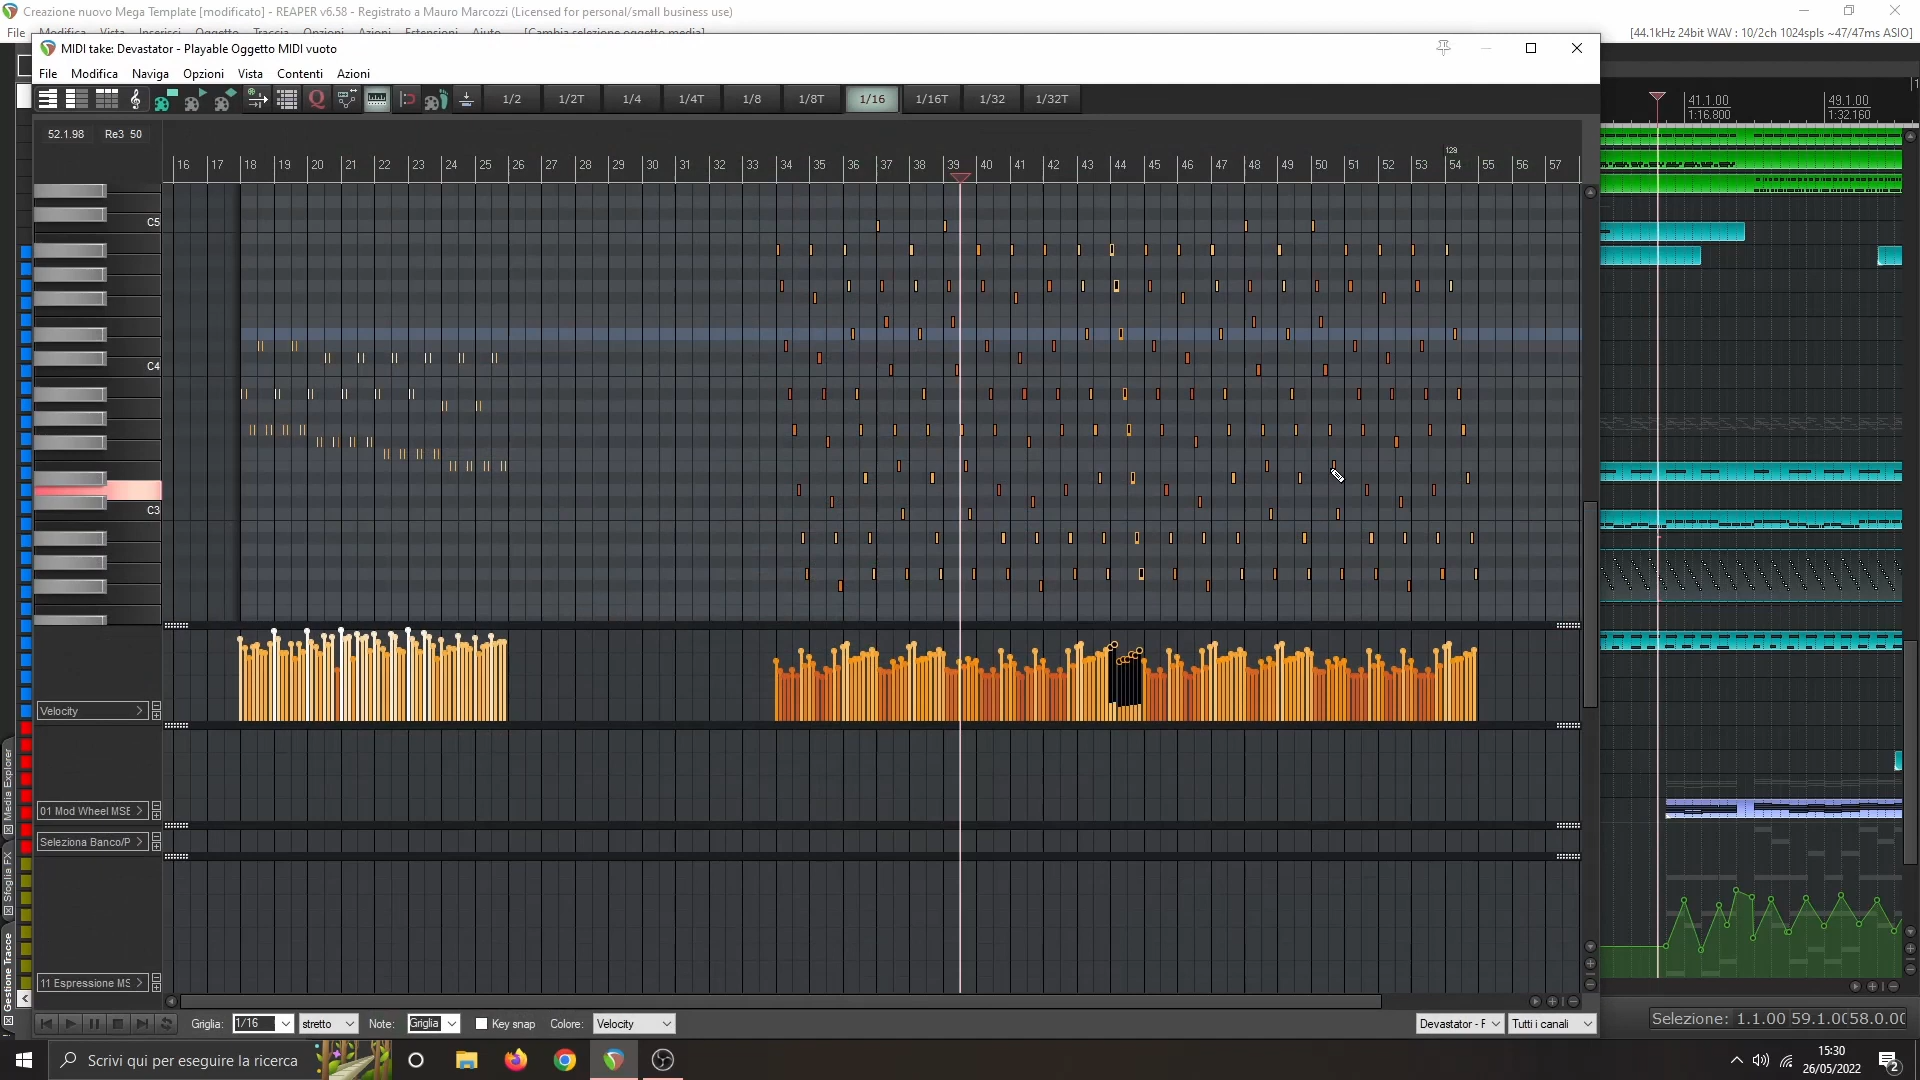 Creazione nuovo Mega Template [modificato] - REAPER v6.58 - Registrato a Mauro Marcozzi (Licensed for personal/small business use)
File Modifica Vista Inserisci Oggetto Traccia Opzioni Azioni Estensioni Aiuto [Cambia selezione oggetto media]
[44.1kHz 24bit WAV : 10/2ch 1024spls ~47/47ms ASIO]
MIDI take: Devastator - Playable Oggetto MIDI vuoto
File Modifica Naviga Opzioni Vista Contenti Azioni
Q 1/2 1/2T 1/4 1/4T 1/8 1/8T 1/16 1/16T 1/32 1/32T
41.1.00 49.1.00
1:16.800 1:32.160
52.1.98 Re3 50
129
16 17 18 19 20 21 22 23 24 25 26 27 28 29 30 31 32 33 34 35 36 37 38 39 40 41 42 43 44 45 46 47 48 49 50 51 52 53 54 55 56 57
C5
C4
C3
Velocity
01 Mod Wheel MSB
Seleziona Banco/P
11 Espressione MS
Media Explorer
Sfoglia FX
Gestione Tracce
Griglia: 1/16 stretto Note: Griglia Key snap Colore: Velocity Devastator - F Tutti i canali
Selezione: 1.1.00 59.1.00 58.0.00
Scrivi qui per eseguire la ricerca
15:30
26/05/2022
2